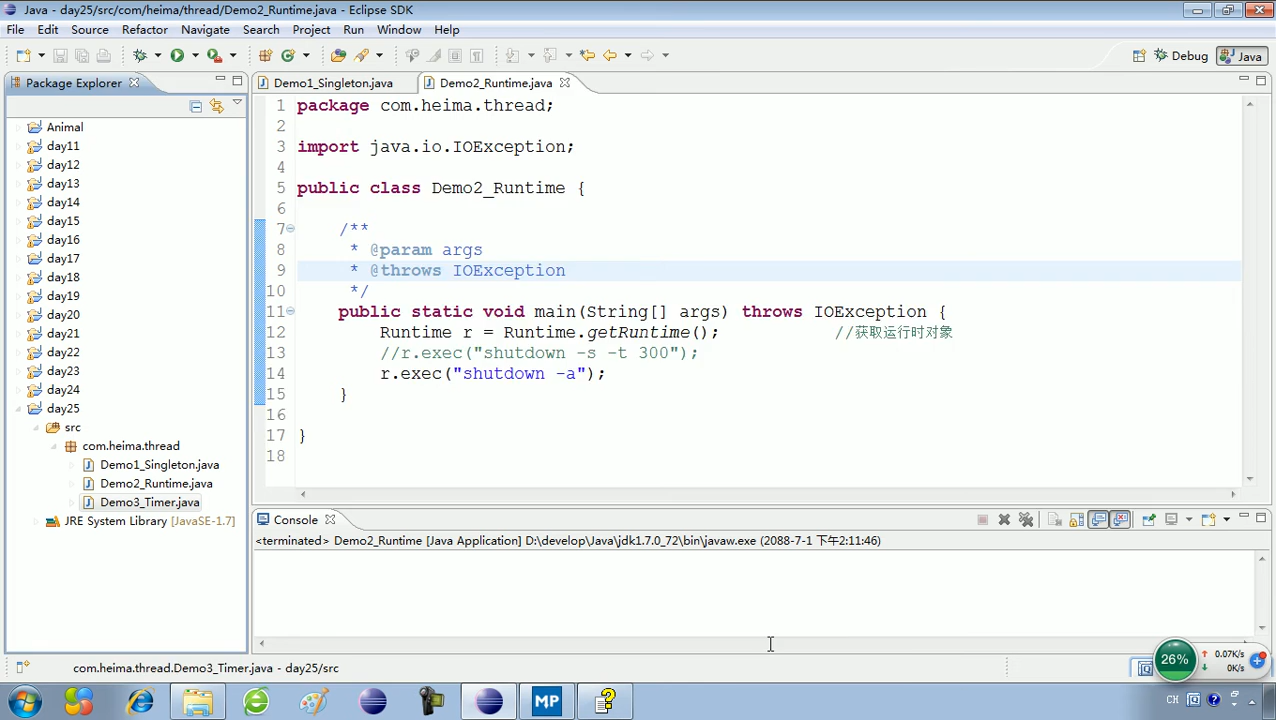 Java - day25/src/com/heima/thread/Demo2_Runtime.java - Eclipse SDK
File Edit Source Refactor Navigate Search Project Run Window Help
Debug Java
Package Explorer
Animal
day11
day12
day13
day14
day15
day16
day17
day18
day19
day20
day21
day22
day23
day24
day25
src
com.heima.thread
Demo1_Singleton.java
Demo2_Runtime.java
Demo3_Timer.java
JRE System Library [JavaSE-1.7]
Demo1_Singleton.java Demo2_Runtime.java
1 package com.heima.thread;
2
3 import java.io.IOException;
4
5 public class Demo2_Runtime {
6
7 /**
8 * @param args
9 * @throws IOException
10 */
11 public static void main(String[] args) throws IOException {
12 Runtime r = Runtime.getRuntime(); //获取运行时对象
13 //r.exec("shutdown -s -t 300");
14 r.exec("shutdown -a");
15 }
16
17 }
18
Console
<terminated> Demo2_Runtime [Java Application] D:\develop\Java\jdk1.7.0_72\bin\javaw.exe (2088-7-1 下午2:11:46)
com.heima.thread.Demo3_Timer.java - day25/src
26%
0.07K/s
0K/s
MP
CH